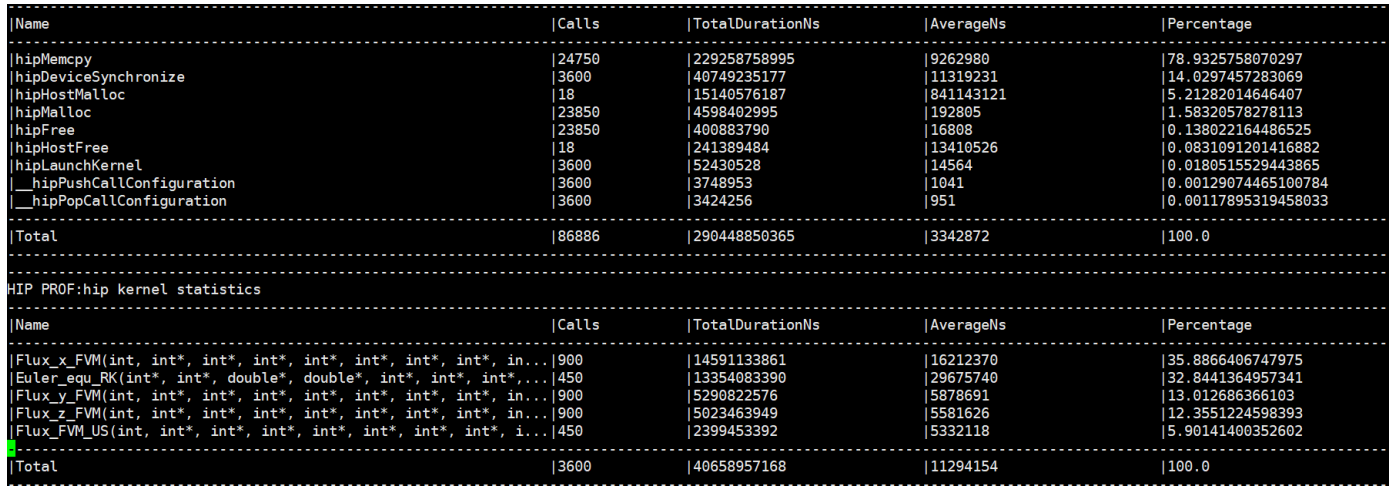 |Name |Calls |TotalDurationNs |AverageNs |Percentage
|hipMemcpy |24750 |229258758995 |9262980 |78.9325758070297
|hipDeviceSynchronize |3600 |40749235177 |11319231 |14.0297457283069
|hipHostMalloc |18 |15140576187 |841143121 |5.21282014646407
|hipMalloc |23850 |4598402995 |192805 |1.58320578278113
|hipFree |23850 |400883790 |16808 |0.138022164486525
|hipHostFree |18 |241389484 |13410526 |0.0831091201416882
|hipLaunchKernel |3600 |52430528 |14564 |0.0180515529443865
|__hipPushCallConfiguration |3600 |3748953 |1041 |0.00129074465100784
|__hipPopCallConfiguration |3600 |3424256 |951 |0.00117895319458033
|Total |86886 |290448850365 |3342872 |100.0
HIP PROF:hip kernel statistics
|Name |Calls |TotalDurationNs |AverageNs |Percentage
|Flux_x_FVM(int, int*, int*, int*, int*, int*, int*, int*, in...|900 |14591133861 |16212370 |35.8866406747975
|Euler_equ_RK(int*, int*, double*, double*, int*, int*, int*,...|450 |13354083390 |29675740 |32.8441364957341
|Flux_y_FVM(int, int*, int*, int*, int*, int*, int*, int*, in...|900 |5290822576 |5878691 |13.012686366103
|Flux_z_FVM(int, int*, int*, int*, int*, int*, int*, int*, in...|900 |5023463949 |5581626 |12.3551224598393
|Flux_FVM_US(int, int*, int*, int*, int*, int*, int*, int*, i...|450 |2399453392 |5332118 |5.90141400352602
|Total |3600 |40658957168 |11294154 |100.0